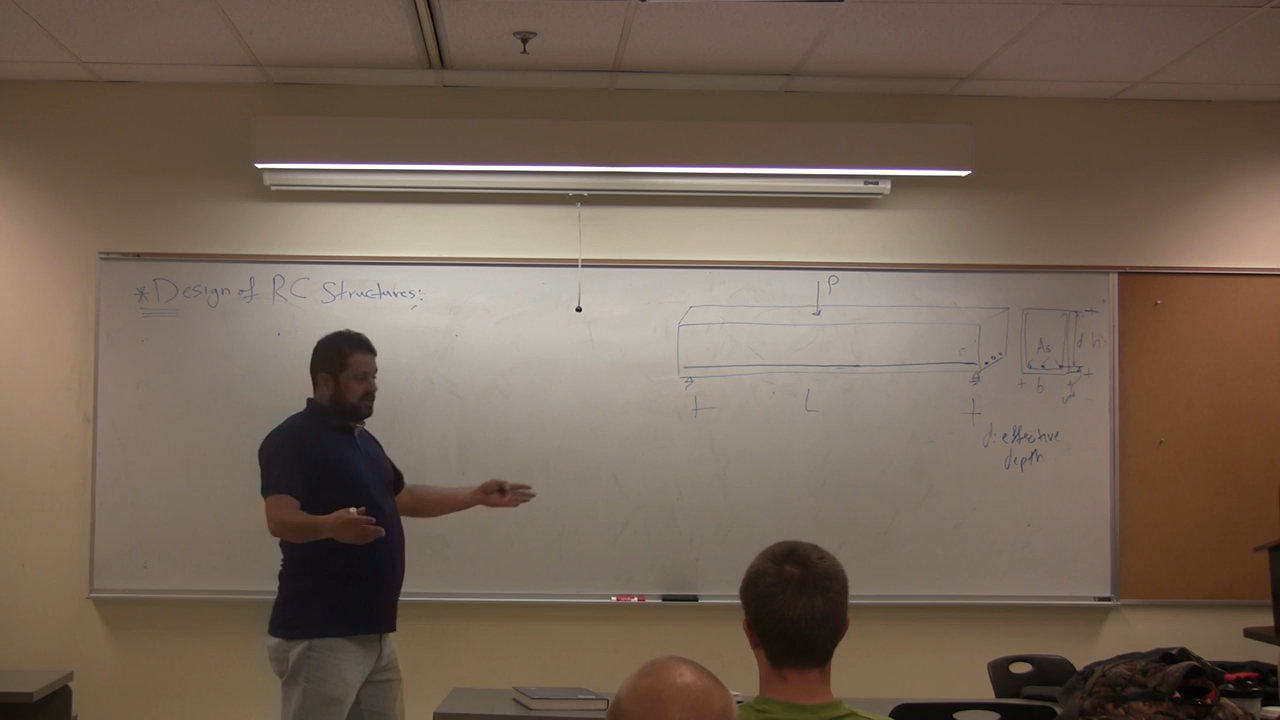 *Design of RC Structures:
P
As
d h
b
L
d: effective
depth